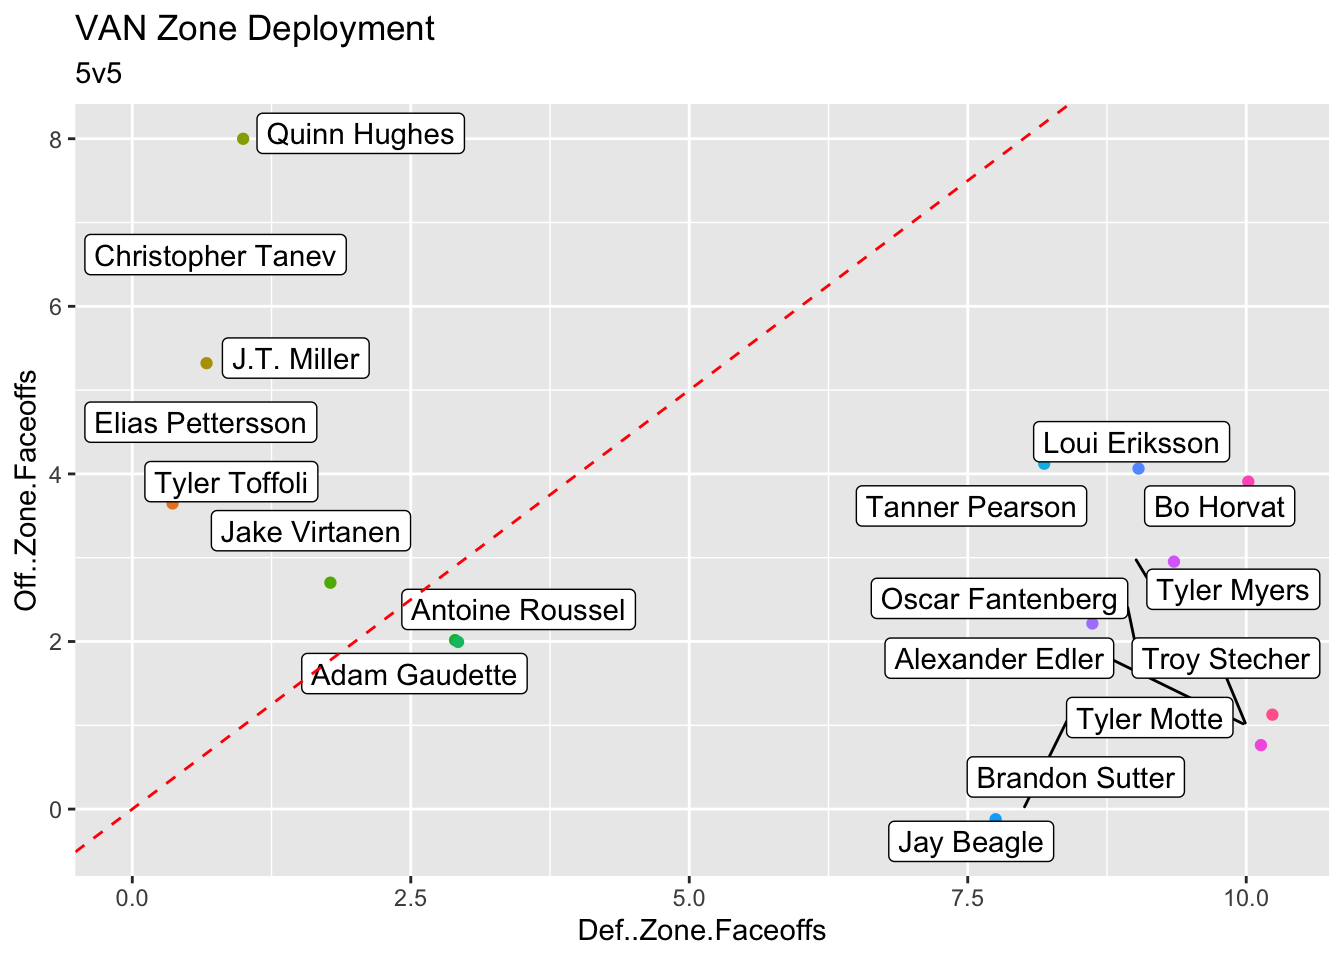 VAN Zone Deployment
5v5
Off..Zone.Faceoffs
8
6
4
2
0
Quinn Hughes
Christopher Tanev
J.T. Miller
Elias Pettersson
Tyler Toffoli
Jake Virtanen
Antoine Roussel
Adam Gaudette
Loui Eriksson
Tanner Pearson
Bo Horvat
Tyler Myers
Oscar Fantenberg
Alexander Edler
Troy Stecher
Tyler Motte
Brandon Sutter
Jay Beagle
0.0
2.5
5.0
7.5
10.0
Def..Zone.Faceoffs